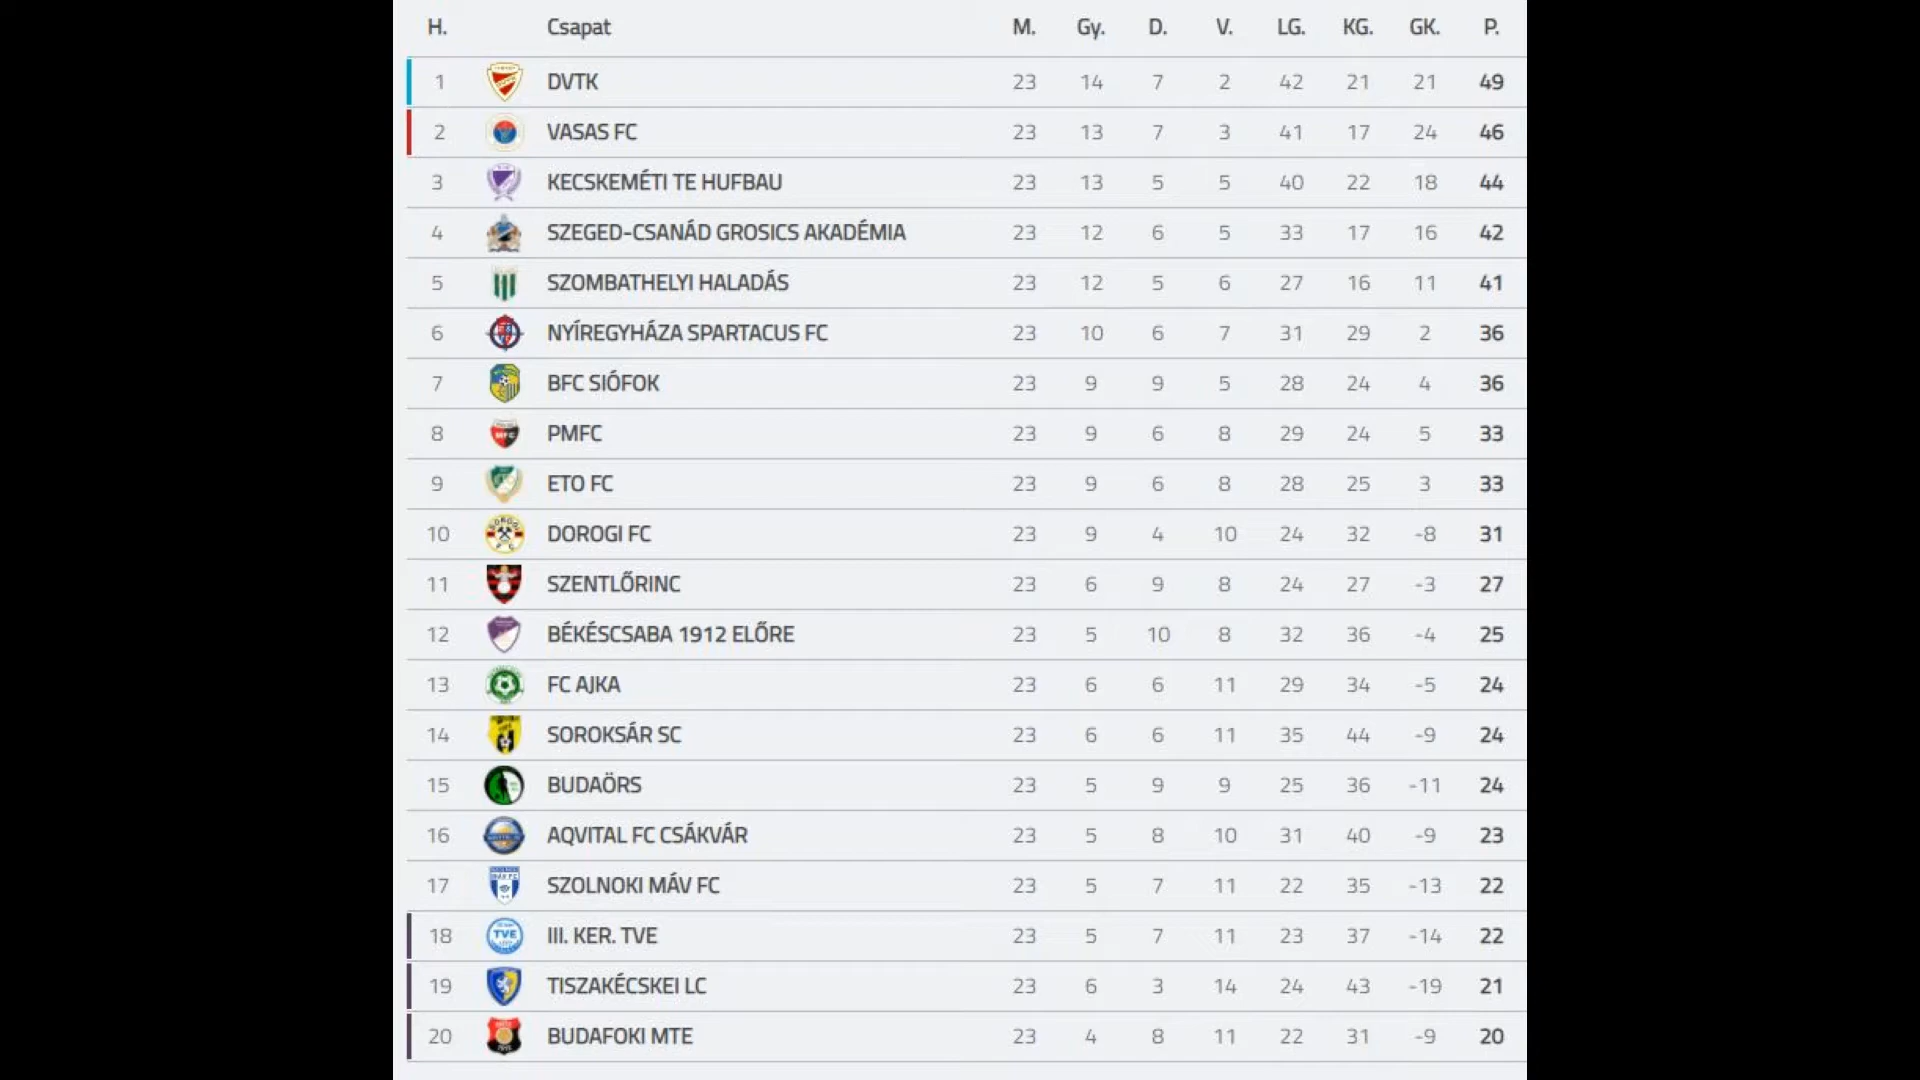 H. Csapat M. Gy. D. V. LG. KG. GK. P.
1 DVTK 23 14 7 2 42 21 21 49
2 VASAS FC 23 13 7 3 41 17 24 46
3 KECSKEMÉTI TE HUFBAU 23 13 5 5 40 22 18 44
4 SZEGED-CSANÁD GROSICS AKADÉMIA 23 12 6 5 33 17 16 42
5 SZOMBATHELYI HALADÁS 23 12 5 6 27 16 11 41
6 NYÍREGYHÁZA SPARTACUS FC 23 10 6 7 31 29 2 36
7 BFC SIÓFOK 23 9 9 5 28 24 4 36
8 PMFC 23 9 6 8 29 24 5 33
9 ETO FC 23 9 6 8 28 25 3 33
10 DOROGI FC 23 9 4 10 24 32 -8 31
11 SZENTLŐRINC 23 6 9 8 24 27 -3 27
12 BÉKÉSCSABA 1912 ELŐRE 23 5 10 8 32 36 -4 25
13 FC AJKA 23 6 6 11 29 34 -5 24
14 SOROKSÁR SC 23 6 6 11 35 44 -9 24
15 BUDAÖRS 23 5 9 9 25 36 -11 24
16 AQVITAL FC CSÁKVÁR 23 5 8 10 31 40 -9 23
17 SZOLNOKI MÁV FC 23 5 7 11 22 35 -13 22
18 TVE III. KER. TVE 23 5 7 11 23 37 -14 22
19 TISZAKÉCSKEI LC 23 6 3 14 24 43 -19 21
20 BUDAFOKI MTE 23 4 8 11 22 31 -9 20